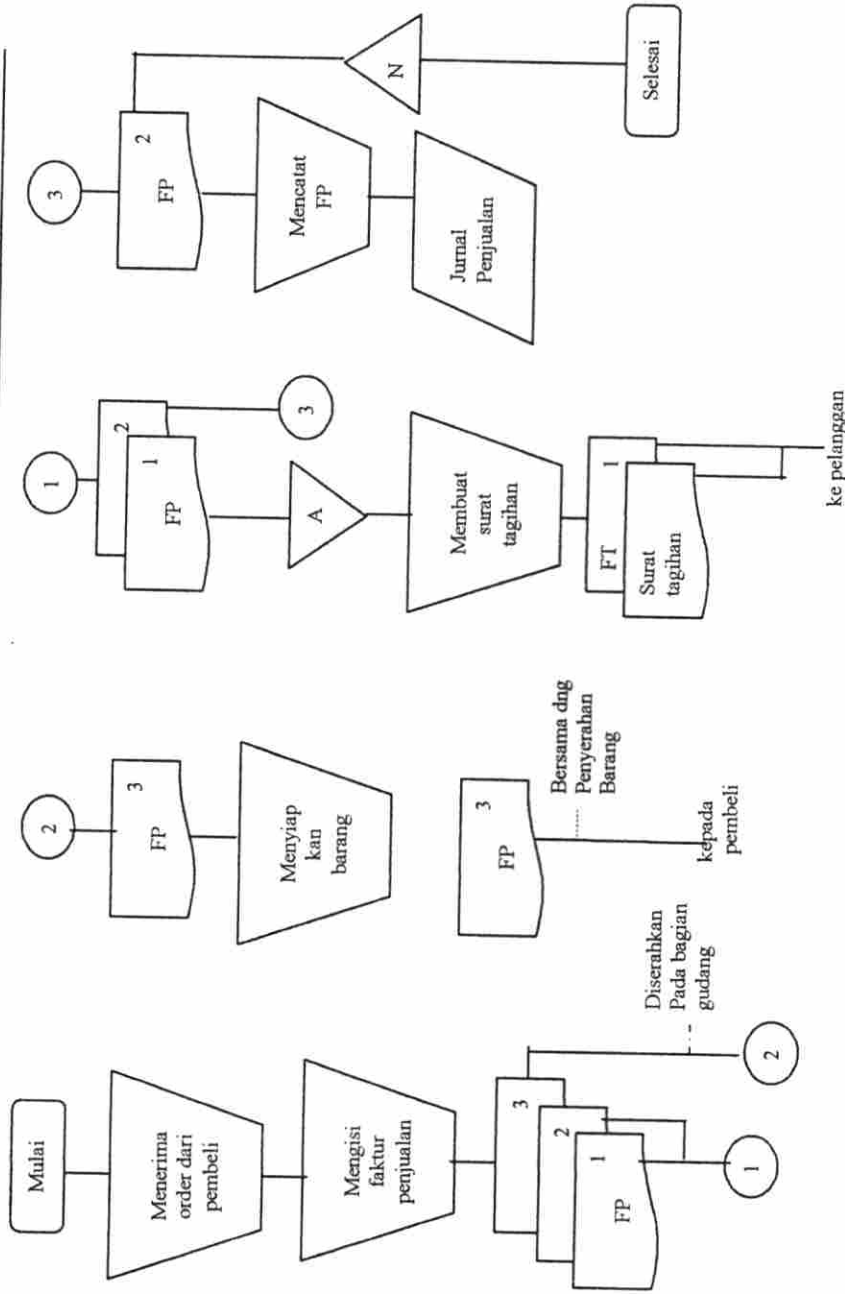 Mulai
Menerima
order dari
pembeli
Mengisi
faktur
penjualan
3
2
1
FP
Diserahkan
Pada bagian
gudang
2
1
2
3
FP
Menyiap
kan
barang
3
FP
Bersama dng
Penyerahan
Barang
kepada
pembeli
1
2
1
FP
3
A
Membuat
surat
tagihan
1
FT
Surat
tagihan
ke pelanggan
3
2
FP
Mencatat
FP
Jurnal
Penjualan
N
Selesai